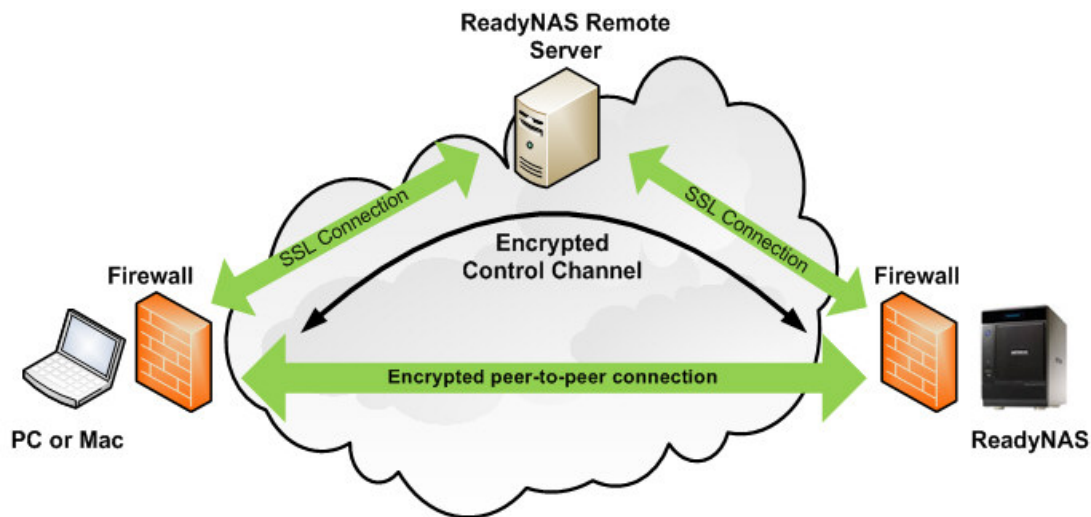 ReadyNAS Remote
Server
SSL Connection
SSL Connection
Encrypted
Control Channel
Firewall
Firewall
Encrypted peer-to-peer connection
PC or Mac
ReadyNAS